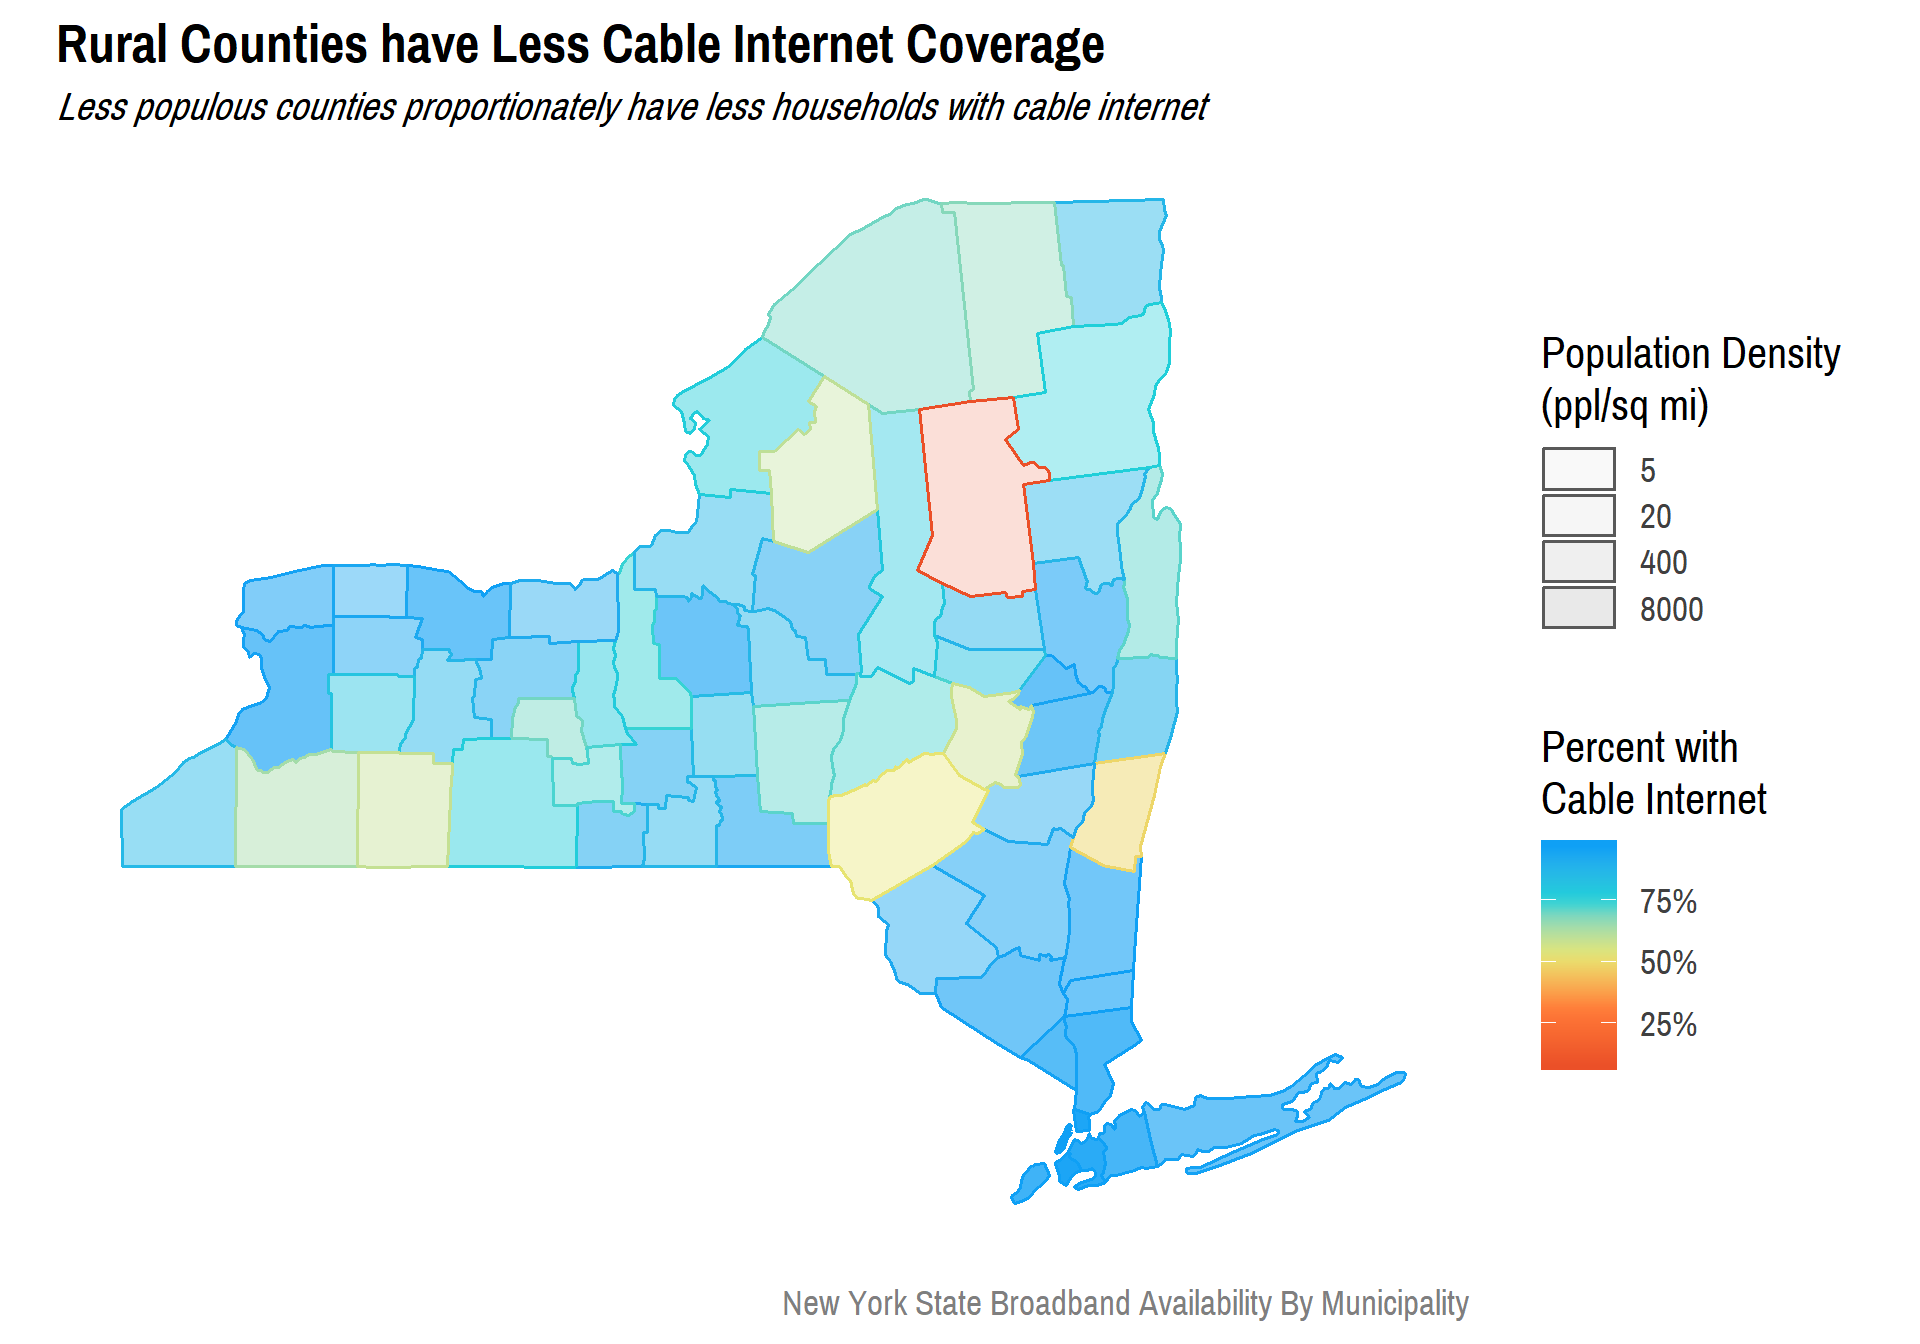 Rural Counties have Less Cable Internet Coverage
Less populous counties proportionately have less households with cable internet
Population Density
(ppl/sq mi)
5
20
400
8000
Percent with
Cable Internet
75%
50%
25%
New York State Broadband Availability By Municipality